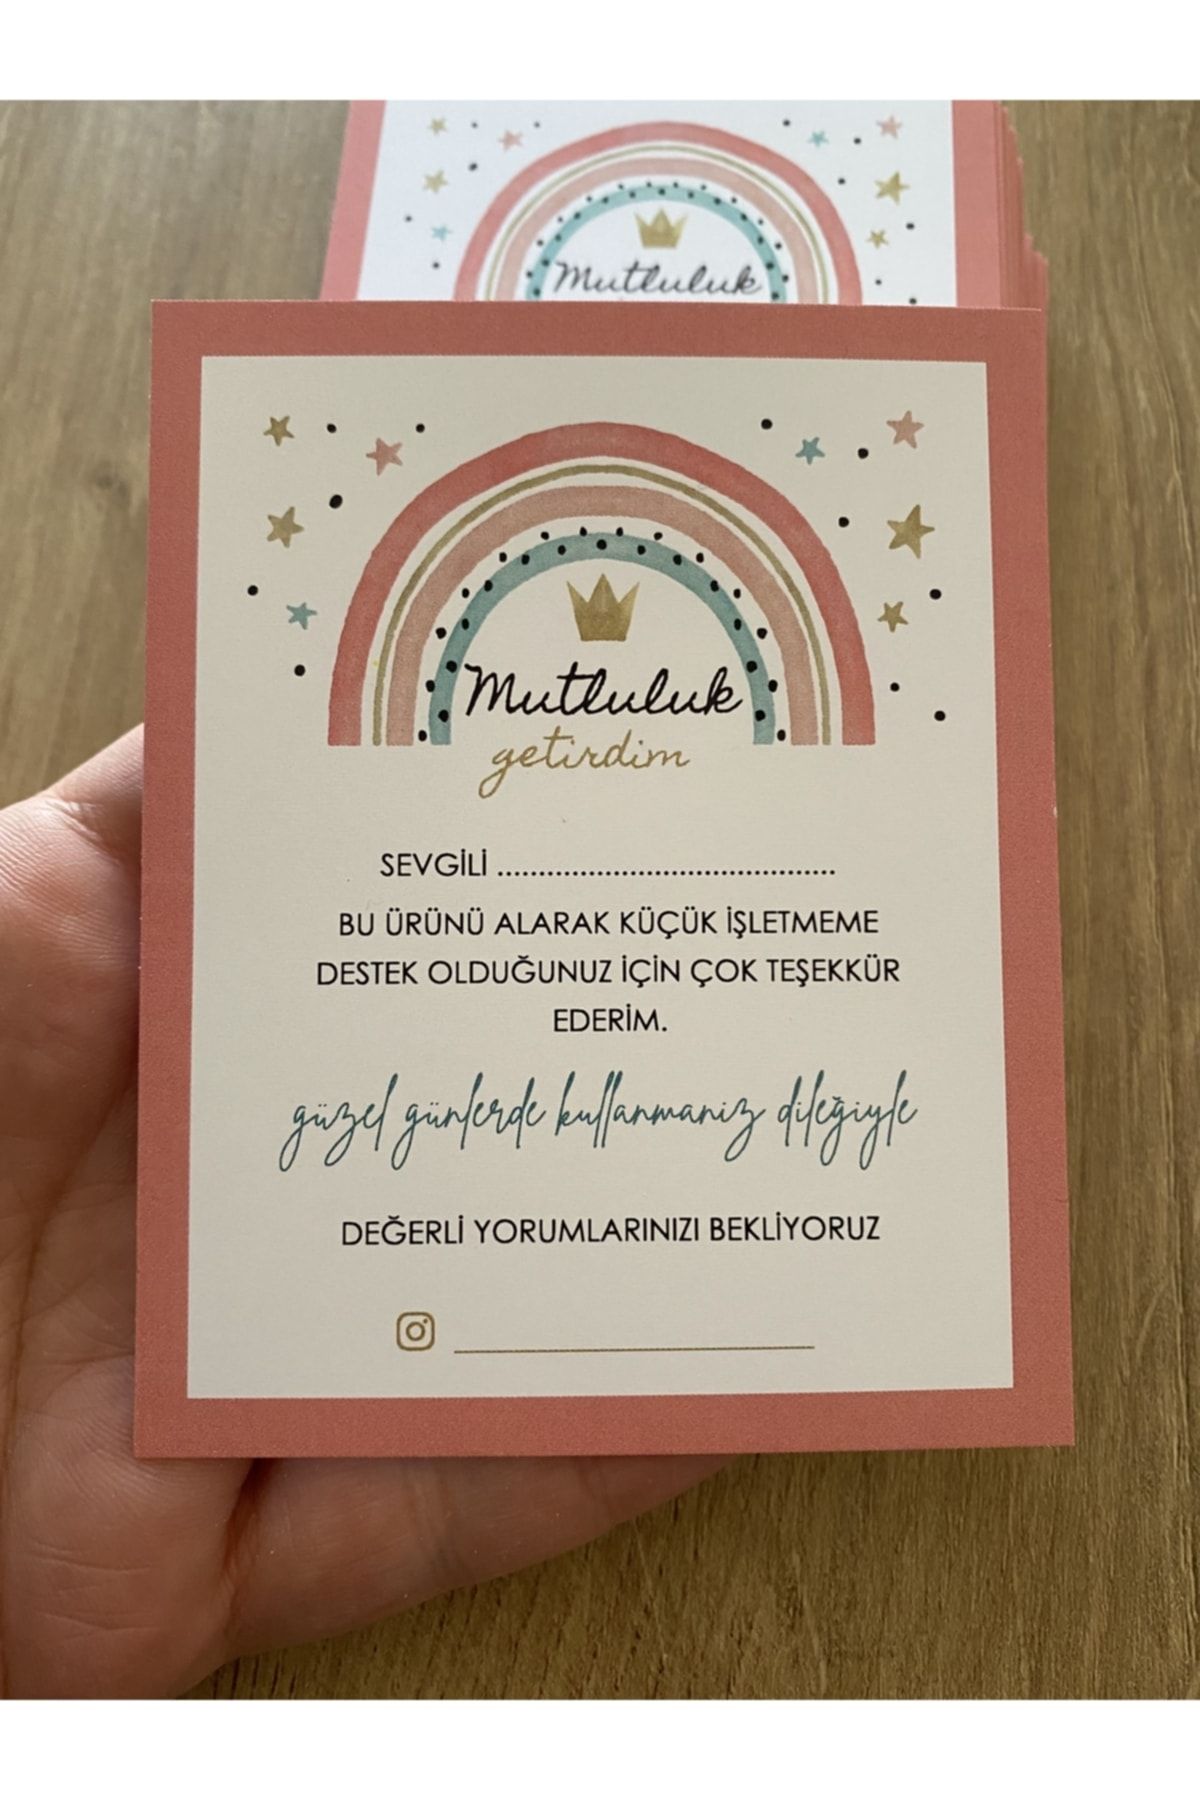 Mutluluk
Mutluluk
getirdim
SEVGİLİ ........................................
BU ÜRÜNÜ ALARAK KÜÇÜK İŞLETMEME
DESTEK OLDUĞUNUZ İÇİN ÇOK TEŞEKKÜR
EDERİM.
güzel günlerde kullanmanız dileğiyle
DEĞERLİ YORUMLARINIZI BEKLİYORUZ